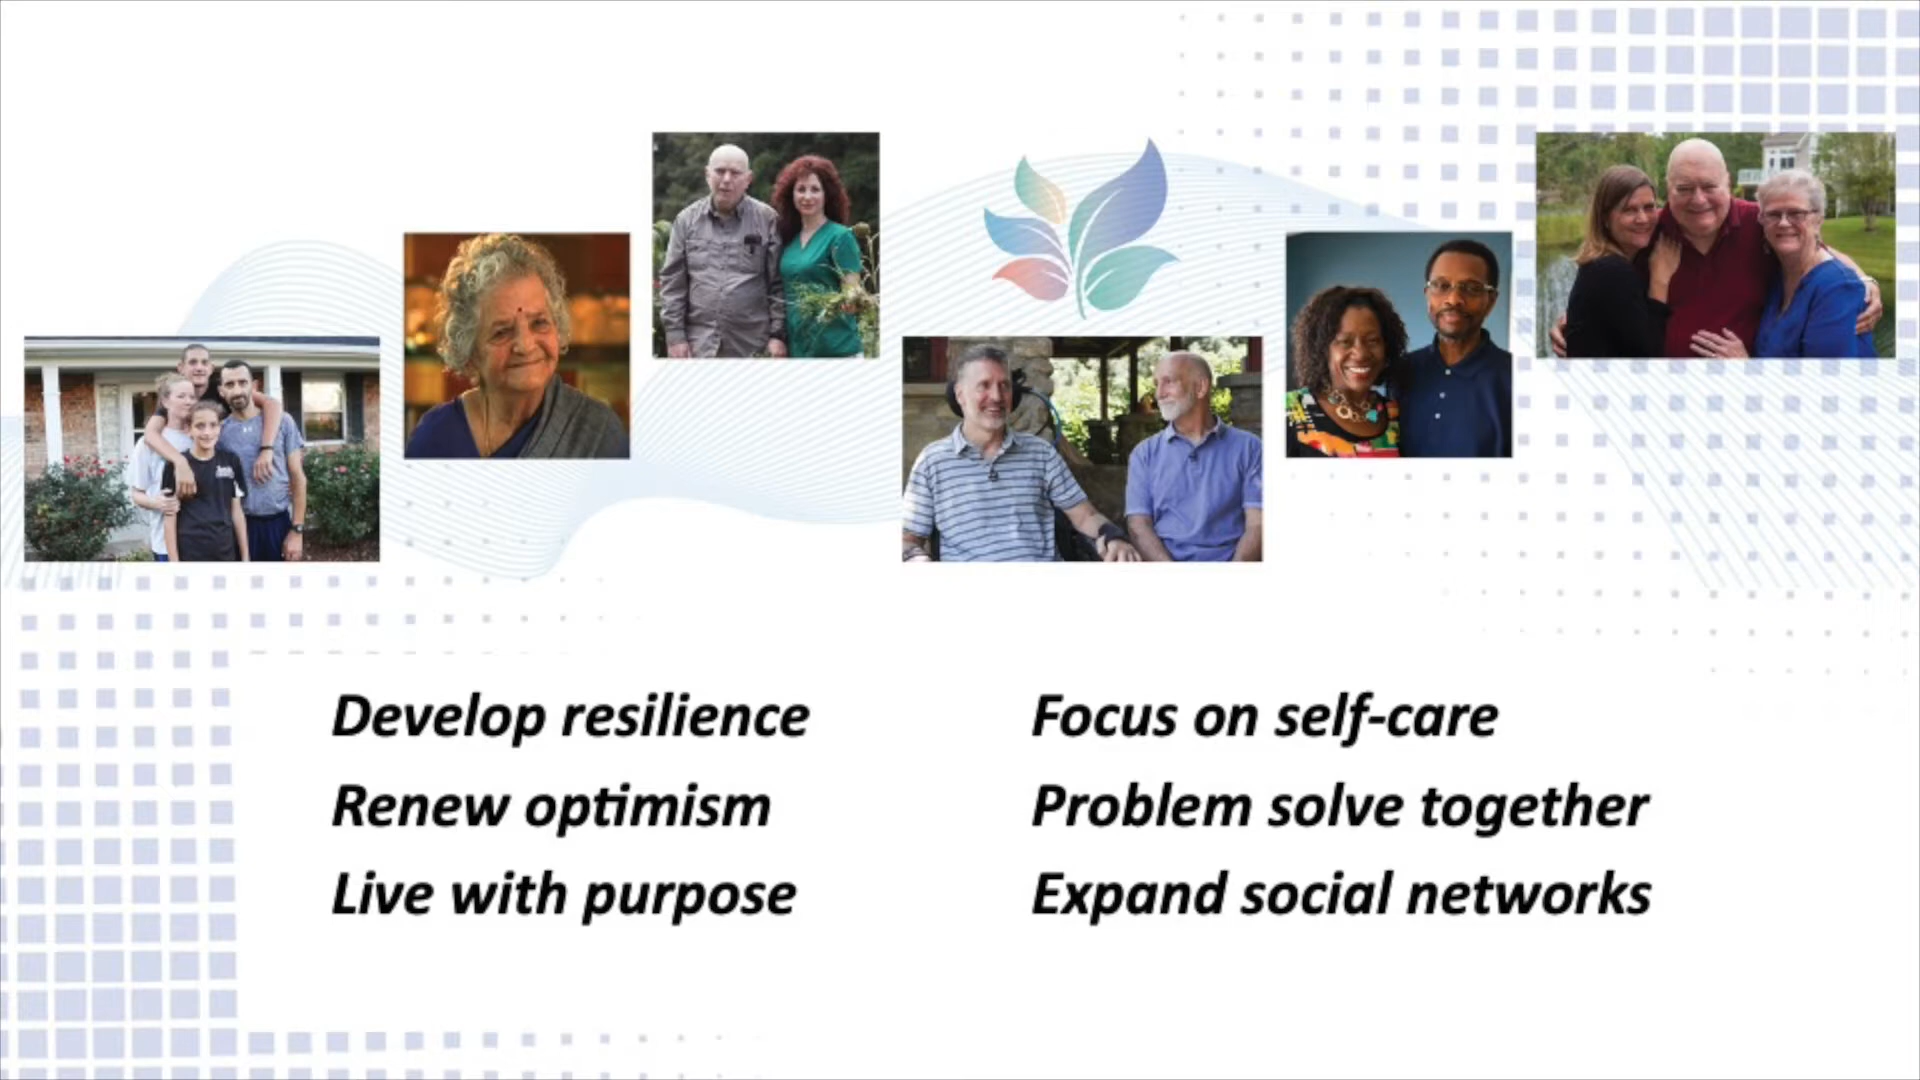 Develop resilience
Renew optimism
Live with purpose
Focus on self-care
Problem solve together
Expand social networks